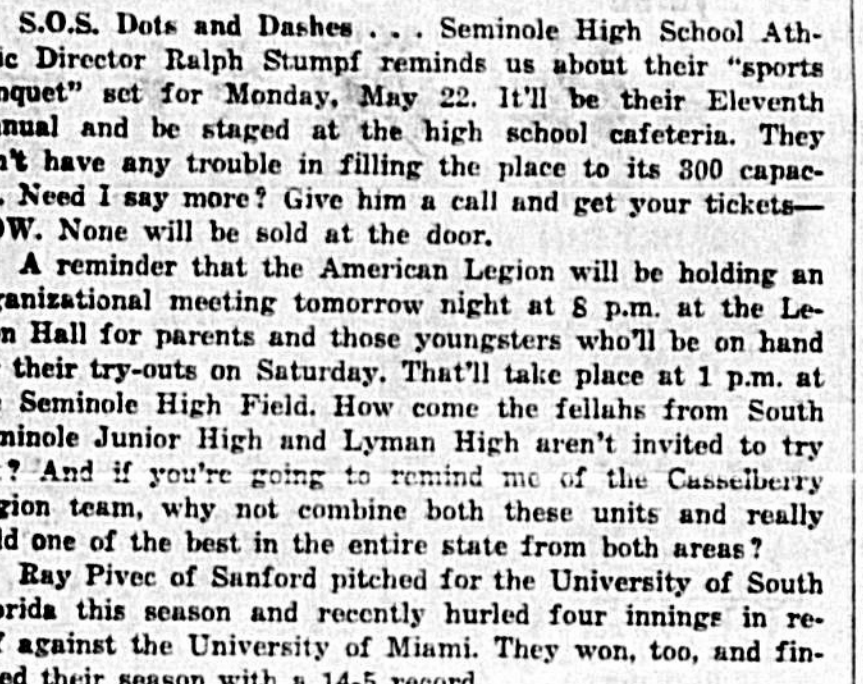 S.O.S. Dots and Dashes . . . Seminole High School Ath-
ic Director Ralph Stumpf reminds us about their "sports
nquet" set for Monday, May 22. It'll be their Eleventh
nual and be staged at the high school cafeteria. They
n't have any trouble in filling the place to its 300 capac-
. Need I say more? Give him a call and get your tickets—
OW. None will be sold at the door.
A reminder that the American Legion will be holding an
ganizational meeting tomorrow night at 8 p.m. at the Le-
n Hall for parents and those youngsters who'll be on hand
their try-outs on Saturday. That'll take place at 1 p.m. at
Seminole High Field. How come the fellahs from South
minole Junior High and Lyman High aren't invited to try
? And if you're going to remind me of the Casselberry
gion team, why not combine both these units and really
ld one of the best in the entire state from both areas?
Ray Pivec of Sanford pitched for the University of South
orida this season and recently hurled four innings in re-
f against the University of Miami. They won, too, and fin-
ed their season with a 14-5 record